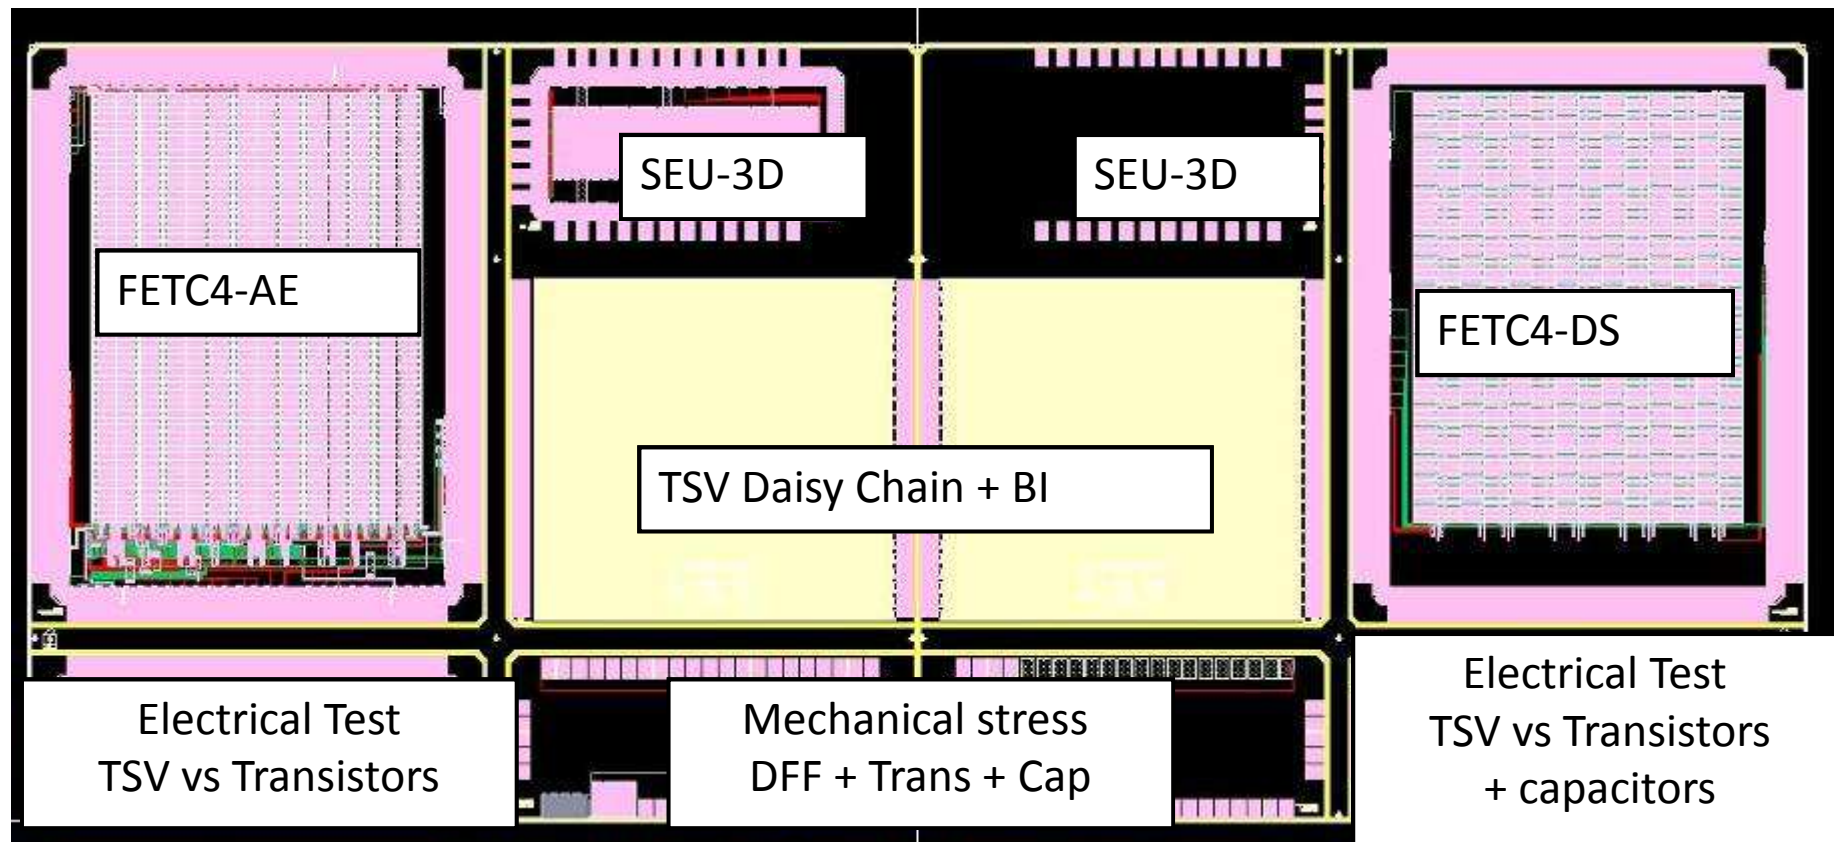 SEU-3D
SEU-3D
FETC4-AE
FETC4-DS
TSV Daisy Chain + BI
Electrical Test
TSV vs Transistors
Mechanical stress
DFF + Trans + Cap
Electrical Test
TSV vs Transistors
+ capacitors